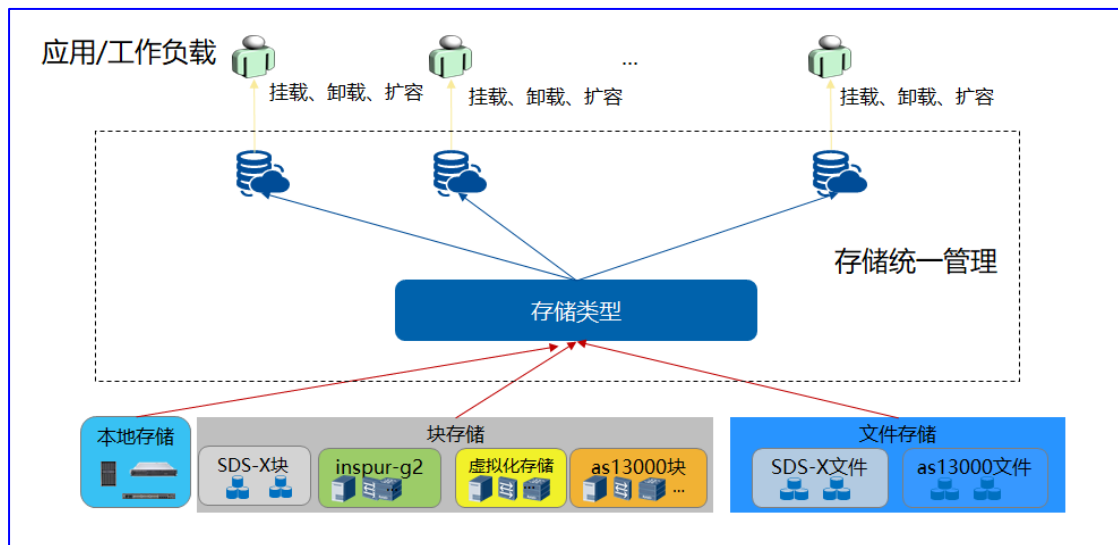 应用/工作负载
...
挂载、卸载、扩容
挂载、卸载、扩容
挂载、卸载、扩容
存储统一管理
存储类型
本地存储
块存储
文件存储
SDS-X块
inspur-g2
虚拟化存储
as13000块
...
SDS-X文件
as13000文件